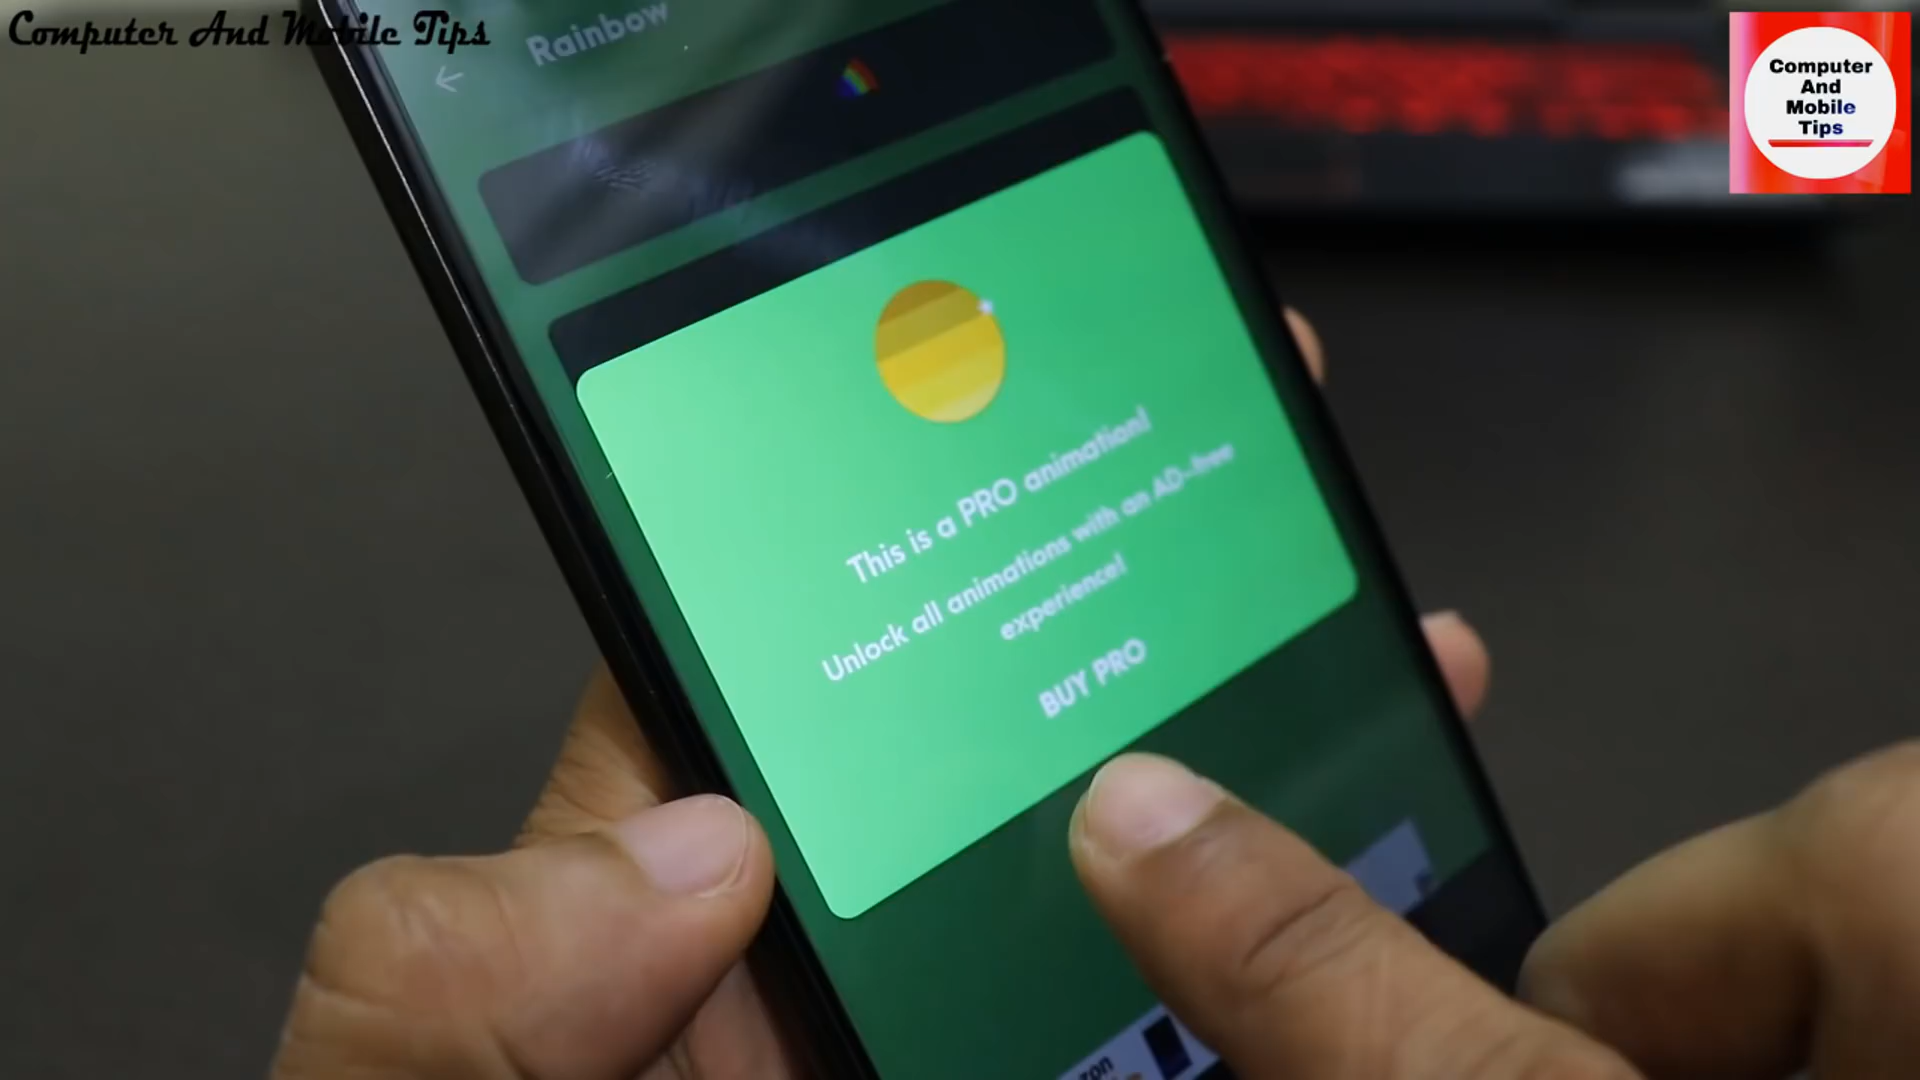 Computer And Mobile Tips
Rainbow
Computer
And
Mobile
Tips
This is a PRO animation!
Unlock all animations with an AD-free
experience!
BUY PRO
zon